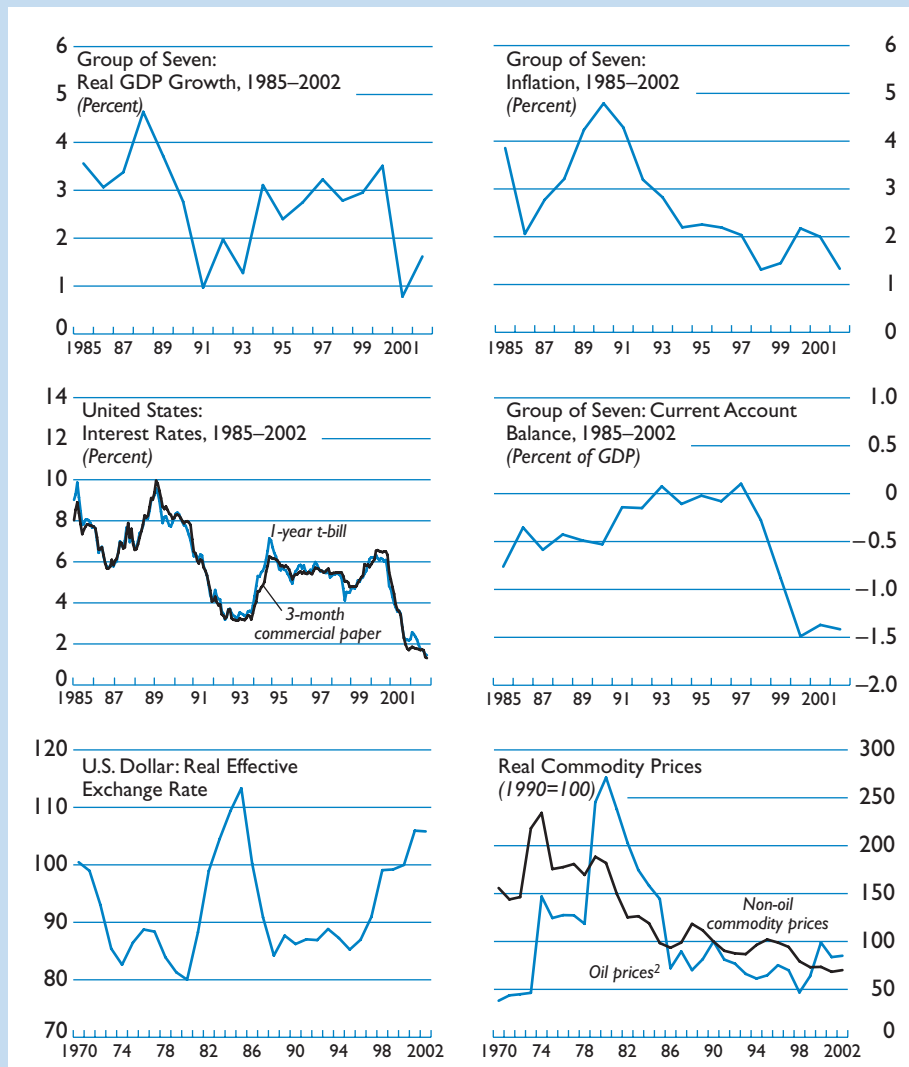 6
5
4
3
2
1
0
Group of Seven:
Real GDP Growth, 1985–2002
(Percent)
1985 87 89 91 93 95 97 99 2001
Group of Seven:
Inflation, 1985–2002
(Percent)
6
5
4
3
2
1
0
1985 87 89 91 93 95 97 99 2001
14
12
10
8
6
4
2
0
United States:
Interest Rates, 1985–2002
(Percent)
1-year t-bill
3-month
commercial paper
1985 87 89 91 93 95 97 99 2001
Group of Seven: Current Account
Balance, 1985–2002
(Percent of GDP)
1.0
0.5
0
–0.5
–1.0
–1.5
–2.0
1985 87 89 91 93 95 97 99 2001
120
110
100
90
80
70
U.S. Dollar: Real Effective
Exchange Rate
1970 74 78 82 86 90 94 98 2002
Real Commodity Prices
(1990=100)
Non-oil
commodity prices
Oil prices2
300
250
200
150
100
50
0
1970 74 78 82 86 90 94 98 2002